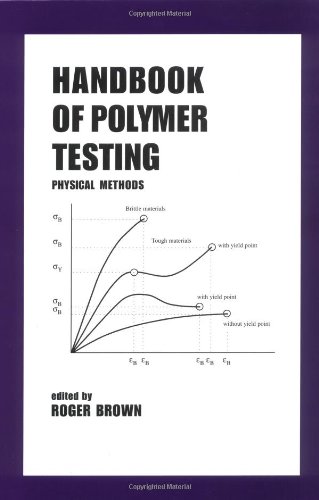 HANDBOOK
OF POLYMER
TESTING
PHYSICAL METHODS
Brittle materials
σB
σB
Tough materials
with yield point
σY
with yield point
σB
σB
without yield point
εB εB εB εB εB
edited by
ROGER BROWN